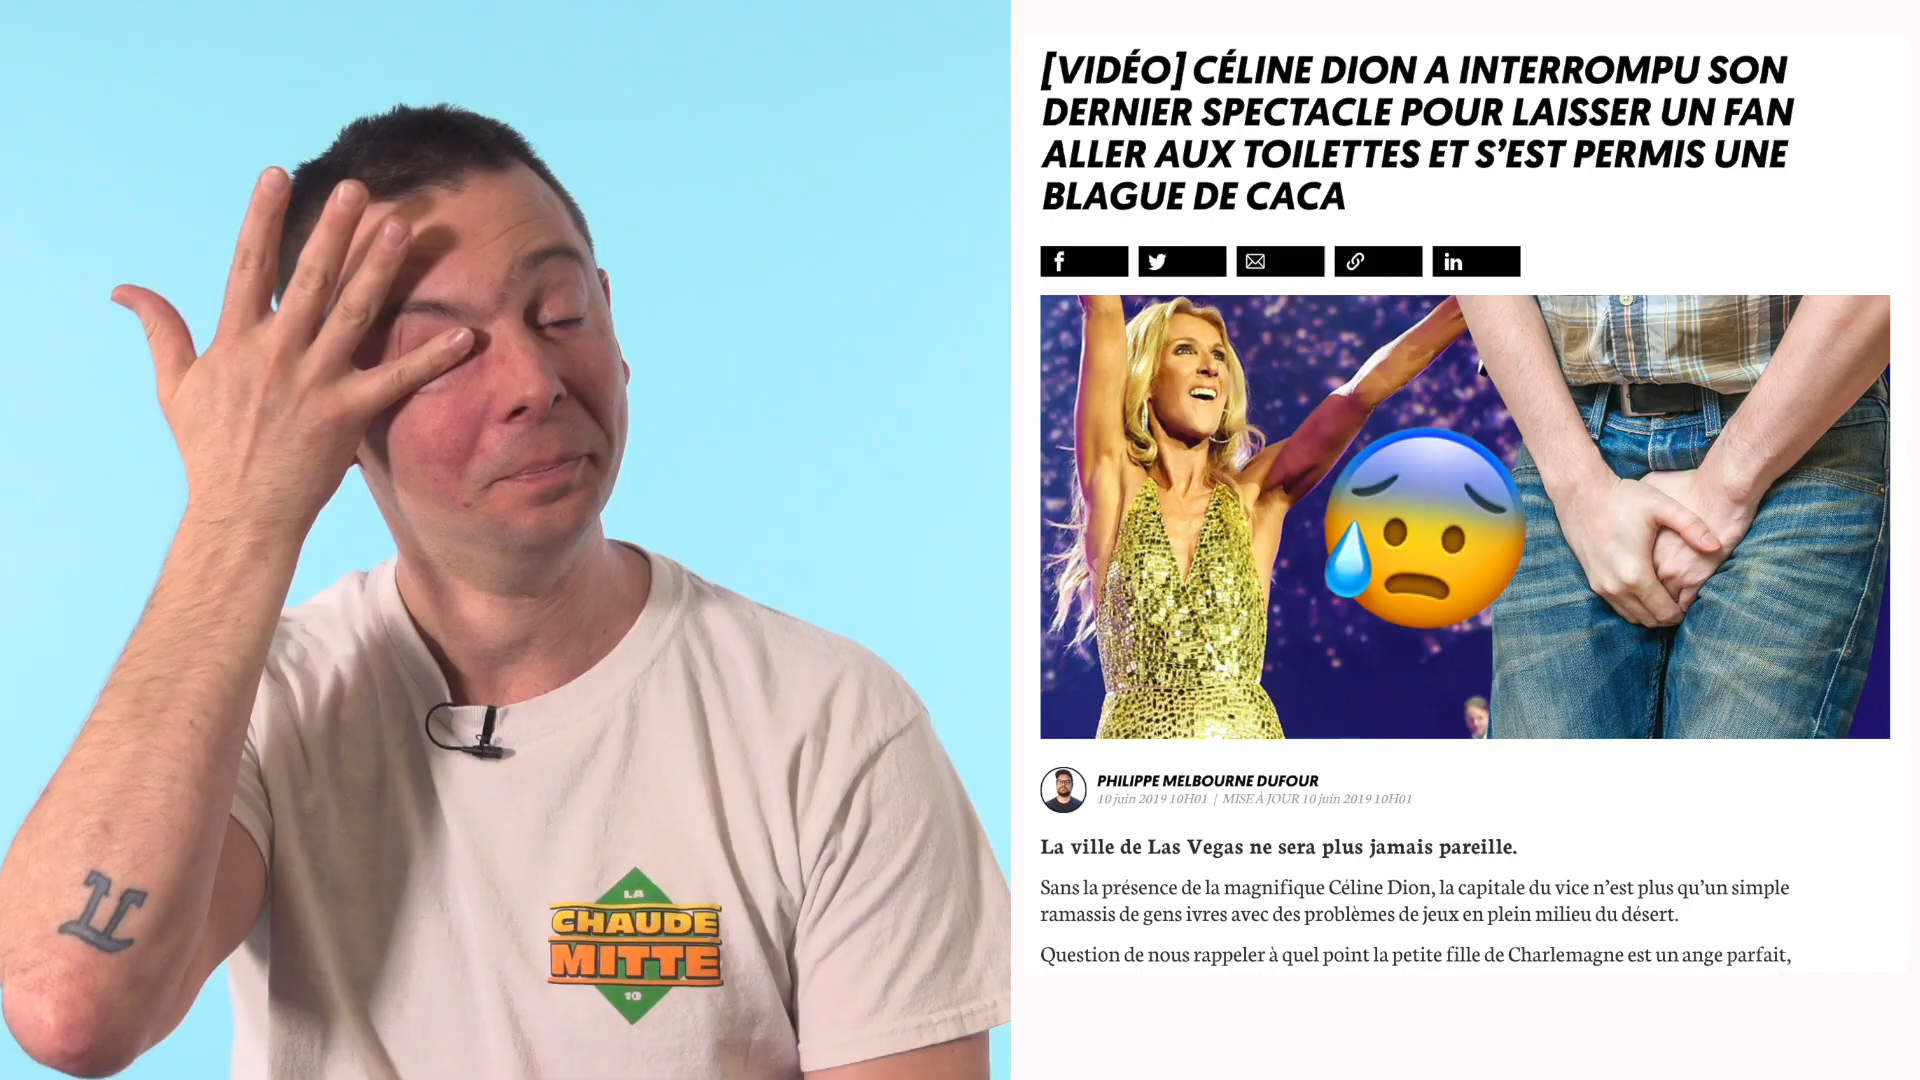 [VIDÉO] CÉLINE DION A INTERROMPU SON
DERNIER SPECTACLE POUR LAISSER UN FAN
ALLER AUX TOILETTES ET S’EST PERMIS UNE
BLAGUE DE CACA
PHILIPPE MELBOURNE DUFOUR
10 juin 2019 10H01 | MISE À JOUR 10 juin 2019 10H01
La ville de Las Vegas ne sera plus jamais pareille.
Sans la présence de la magnifique Céline Dion, la capitale du vice n’est plus qu’un simple
ramassis de gens ivres avec des problèmes de jeux en plein milieu du désert.
Question de nous rappeler à quel point la petite fille de Charlemagne est un ange parfait,
LA
CHAUDE
MITTE
10